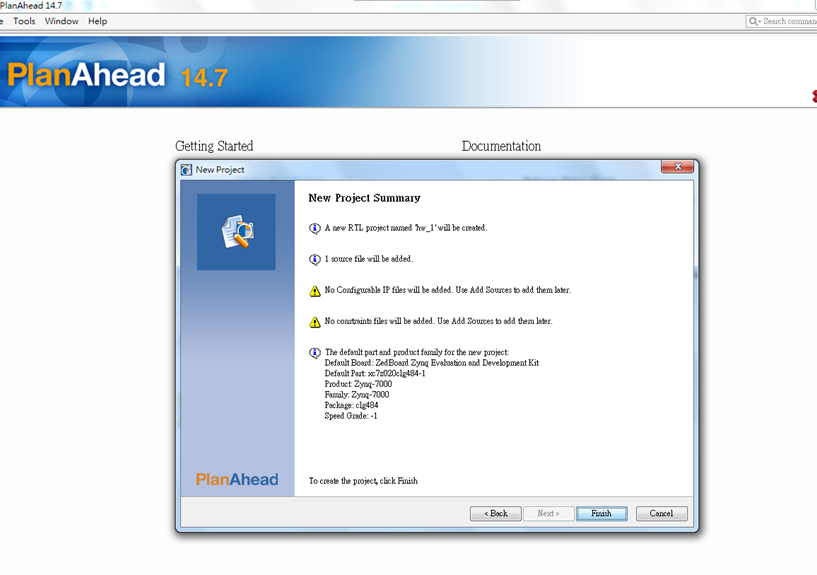 PlanAhead 14.7
Tools Window Help
Search comman
PlanAhead 14.7
Getting Started
Documentation
New Project
New Project Summary
A new RTL project named 'hw_1' will be created.
1 source file will be added.
No Configurable IP files will be added. Use Add Sources to add them later.
No constraints files will be added. Use Add Sources to add them later.
The default part and product family for the new project:
Default Board: ZedBoard Zynq Evaluation and Development Kit
Default Part: xc7z020clg484-1
Product: Zynq-7000
Family: Zynq-7000
Package: clg484
Speed Grade: -1
PlanAhead
To create the project, click Finish
< Back Next > Finish Cancel